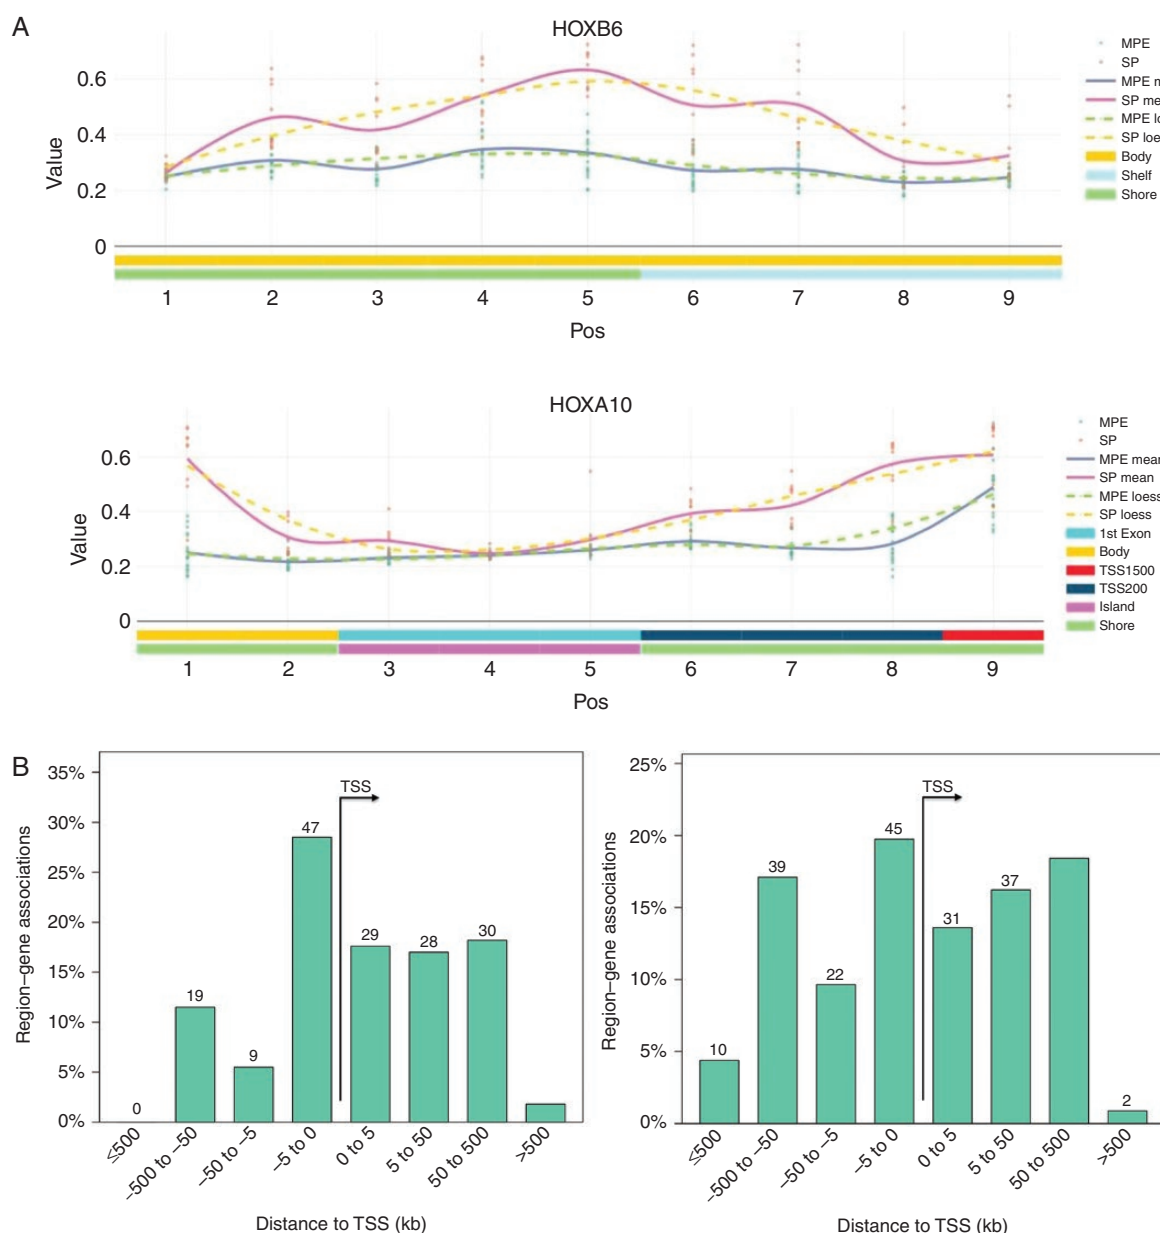 A
HOXB6
Value
0.6
0.4
0.2
0
1 2 3 4 5 6 7 8 9
Pos
MPE
SP
MPE m
SP me
MPE lo
SP loe
Body
Shelf
Shore
HOXA10
Value
0.6
0.4
0.2
0
1 2 3 4 5 6 7 8 9
Pos
MPE
SP
MPE mean
SP mean
MPE loess
SP loess
1st Exon
Body
TSS1500
TSS200
Island
Shore
B
Region–gene associations
35%
30%
25%
20%
15%
10%
5%
0%
TSS
0 19 9 47 29 28 30
≤500 –500 to –50 –50 to –5 –5 to 0 0 to 5 5 to 50 50 to 500 >500
Distance to TSS (kb)
Region–gene associations
25%
20%
15%
10%
5%
0%
TSS
10 39 22 45 31 37 2
≤500 –500 to –50 –50 to –5 –5 to 0 0 to 5 5 to 50 50 to 500 >500
Distance to TSS (kb)